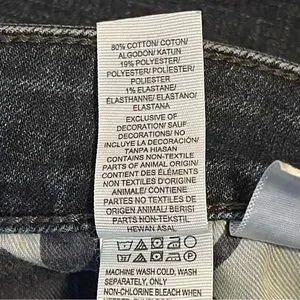 80% COTTON/ COTON/
ALGODON/ KATUN
19% POLYESTER/
POLYESTER/ POLIESTER/
POLIESTER
1% ELASTANE/
ÉLASTHANNE/ ELASTANO/
ELASTANA
EXCLUSIVE OF
DECORATION/ SAUF
DECORATIONS/ NO
INCLUYE LA DECORACIÓN/
TANPA HIASAN
CONTAINS NON-TEXTILE
PARTS OF ANIMAL ORIGIN/
CONTIENT DES ÉLÉMENTS
NON TEXTILES D'ORIGINE
ANIMALE/ CONTIENE
PARTES NO TEXTILES DE
ORIGEN ANIMAL/ BERISI
PARTS NON-TEKSTIL
HEWAN ASAL
MACHINE WASH COLD, WASH
SEPARATELY, ONLY
NON-CHLORINE BLEACH WHEN